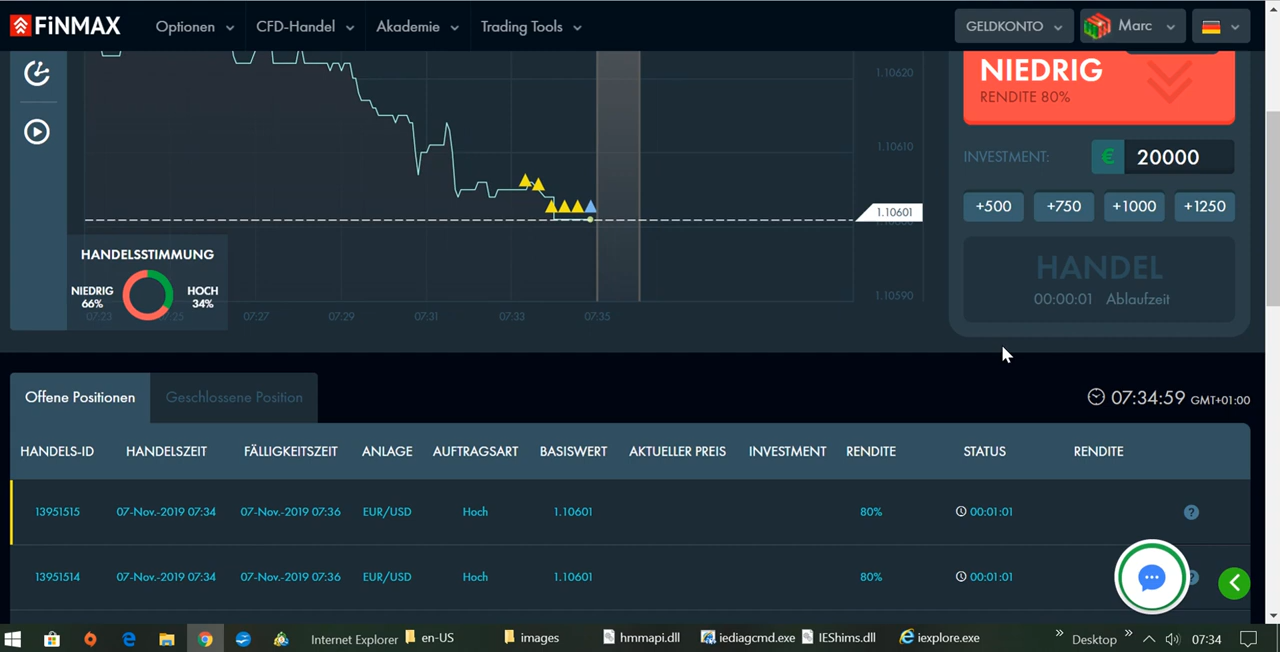 FiNMAX Optionen CFD-Handel Akademie Trading Tools GELDKONTO Marc
NIEDRIG
RENDITE 80%
1.10620
1.10610
INVESTMENT: € 20000
+500 +750 +1000 +1250
1.10601
HANDEL
00:00:01 Ablaufzeit
1.10590
HANDELSSTIMMUNG
NIEDRIG
66%
HOCH
34%
07:23 07:25 07:27 07:29 07:31 07:33 07:35
Offene Positionen Geschlossene Position 07:34:59 GMT+01:00
HANDELS-ID HANDELSZEIT FÄLLIGKEITSZEIT ANLAGE AUFTRAGSART BASISWERT AKTUELLER PREIS INVESTMENT RENDITE STATUS RENDITE
13951515 07-Nov.-2019 07:34 07-Nov.-2019 07:36 EUR/USD Hoch 1.10601 80% 00:01:01 ?
13951514 07-Nov.-2019 07:34 07-Nov.-2019 07:36 EUR/USD Hoch 1.10601 80% 00:01:01 ?
Internet Explorer en-US images hmmapi.dll iediagcmd.exe IEShims.dll iexplore.exe » Desktop » 07:34